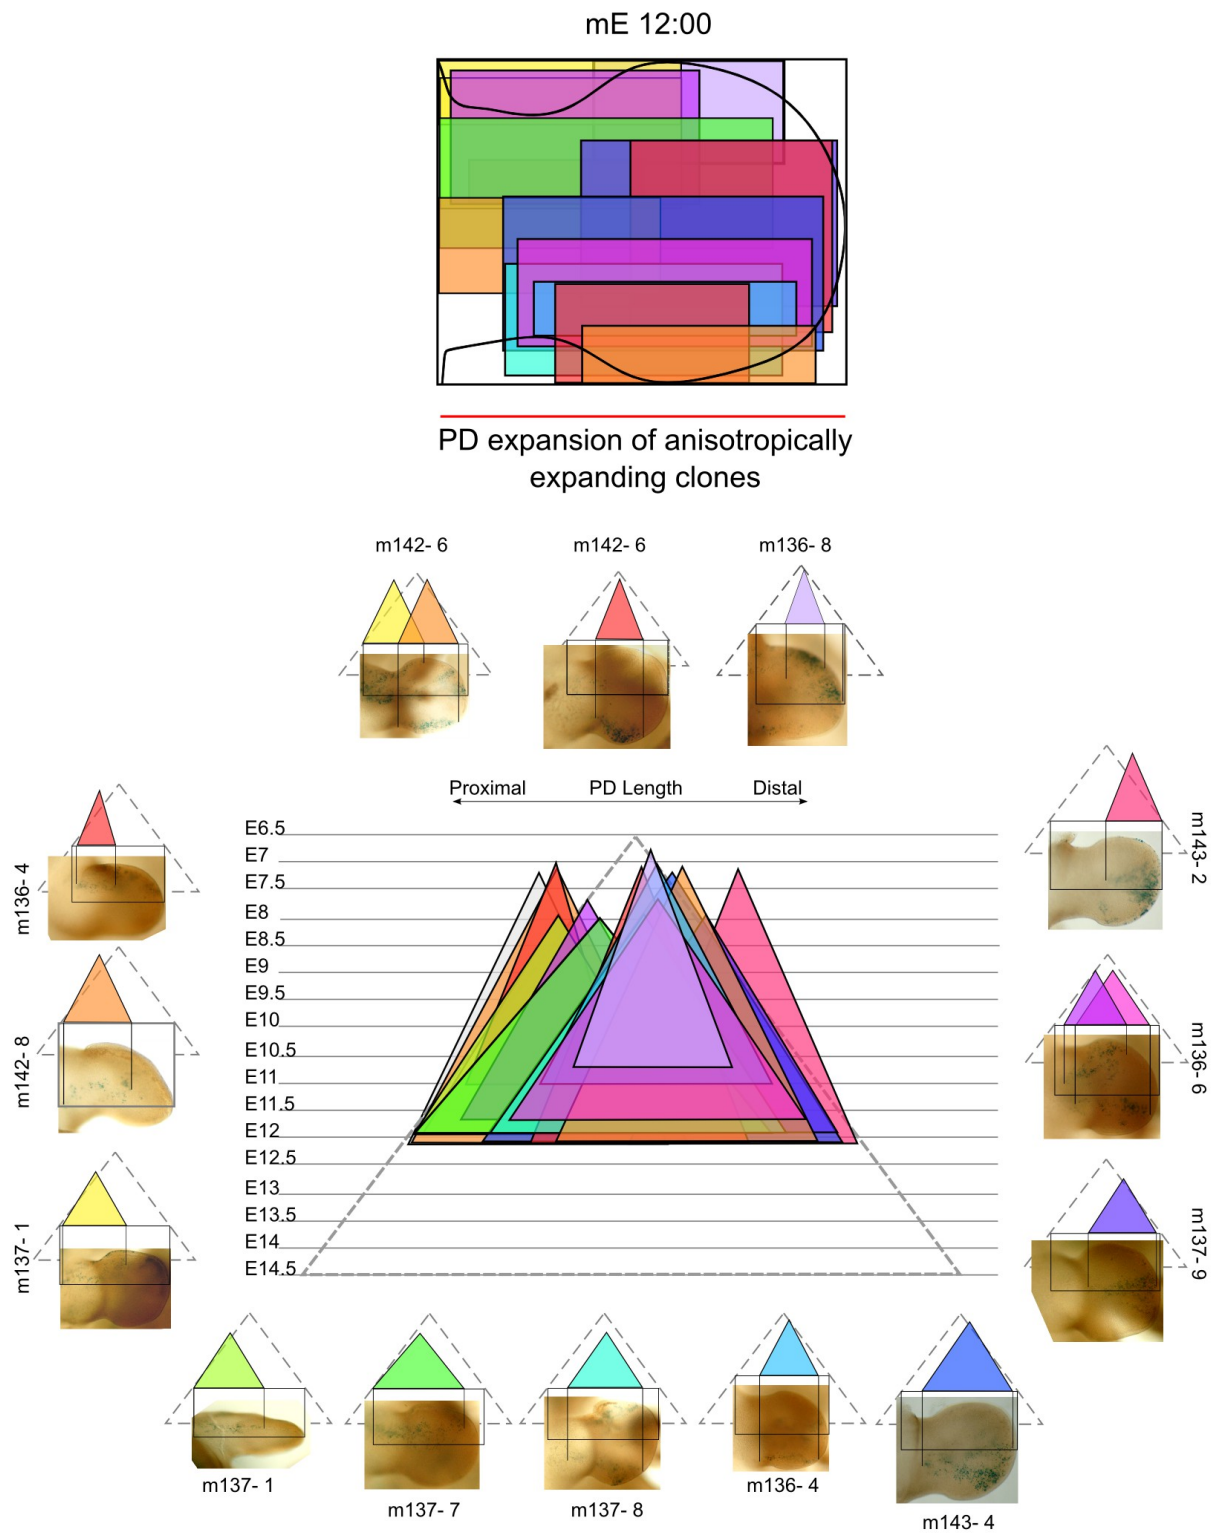 mE 12:00
PD expansion of anisotropically
expanding clones
m142- 6
m142- 6
m136- 8
Proximal
PD Length
Distal
E6.5
E7
E7.5
E8
E8.5
E9
E9.5
E10
E10.5
E11
E11.5
E12
E12.5
E13
E13.5
E14
E14.5
m136- 4
m142- 8
m137- 1
m143- 2
m136- 6
m137- 9
m137- 1
m137- 7
m137- 8
m136- 4
m143- 4